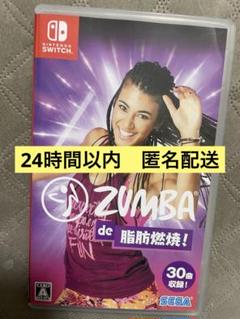 NINTENDO
SWITCH
24時間以内 匿名配送
ZUMBA
de 脂肪燃焼!
30曲
収録!
A
SEGA